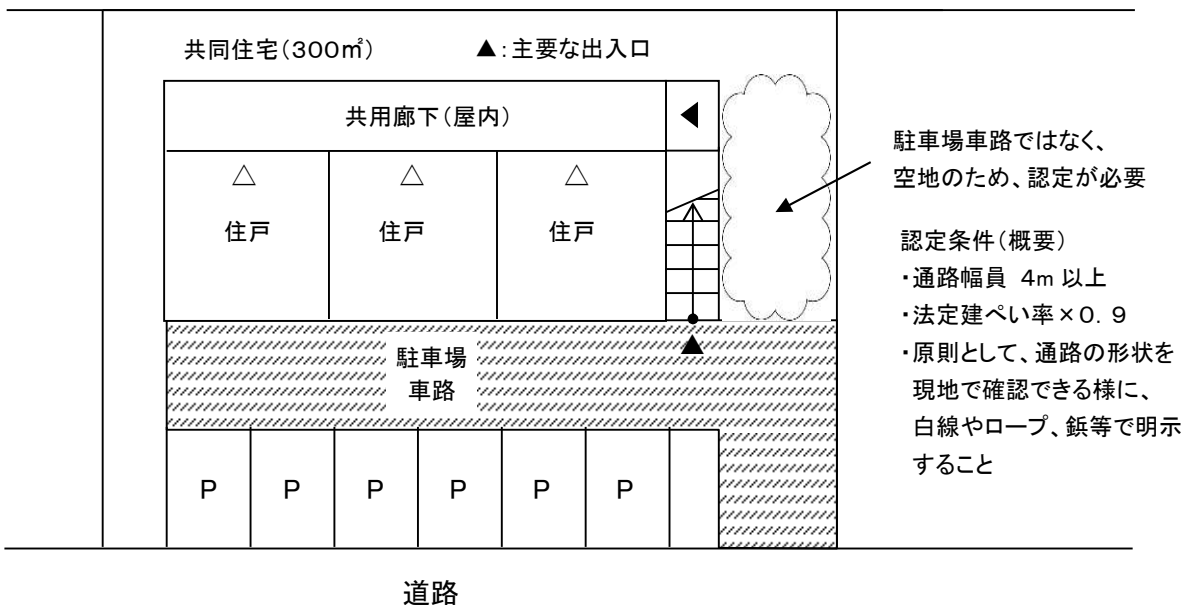 共同住宅(300㎡)
▲:主要な出入口
共用廊下(屋内)
住戸
住戸
住戸
駐車場車路ではなく、
空地のため、認定が必要
認定条件(概要)
・通路幅員 4m 以上
・法定建ぺい率×0.9
・原則として、通路の形状を
現地で確認できる様に、
白線やロープ、鋲等で明示
すること
駐車場
車路
P
P
P
P
P
P
道路